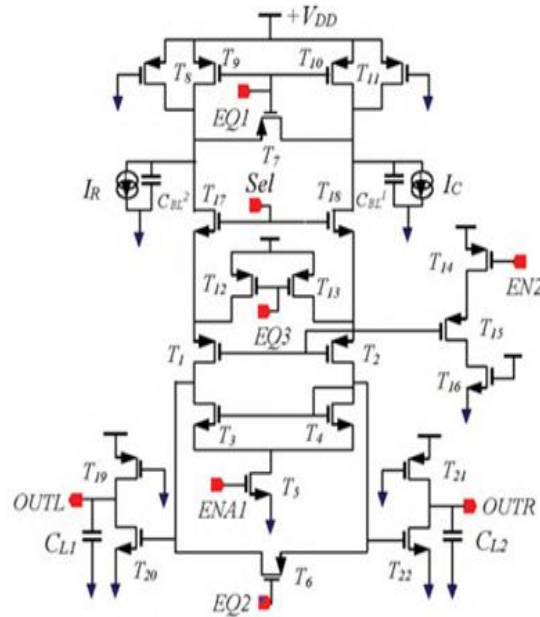 +VDD
T8
T9
T10
T11
EQ1
T7
IR
CBL2
T17
Sel
T18
CBL1
IC
T12
T13
EQ3
T14
EN2
T15
T16
T1
T2
T3
T4
T5
ENA1
T19
OUTL
CL1
T20
T6
EQ2
T21
OUTR
CL2
T22